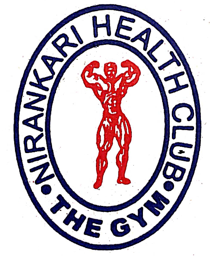 NIRANKARI HEALTH CLUB
THE GYM